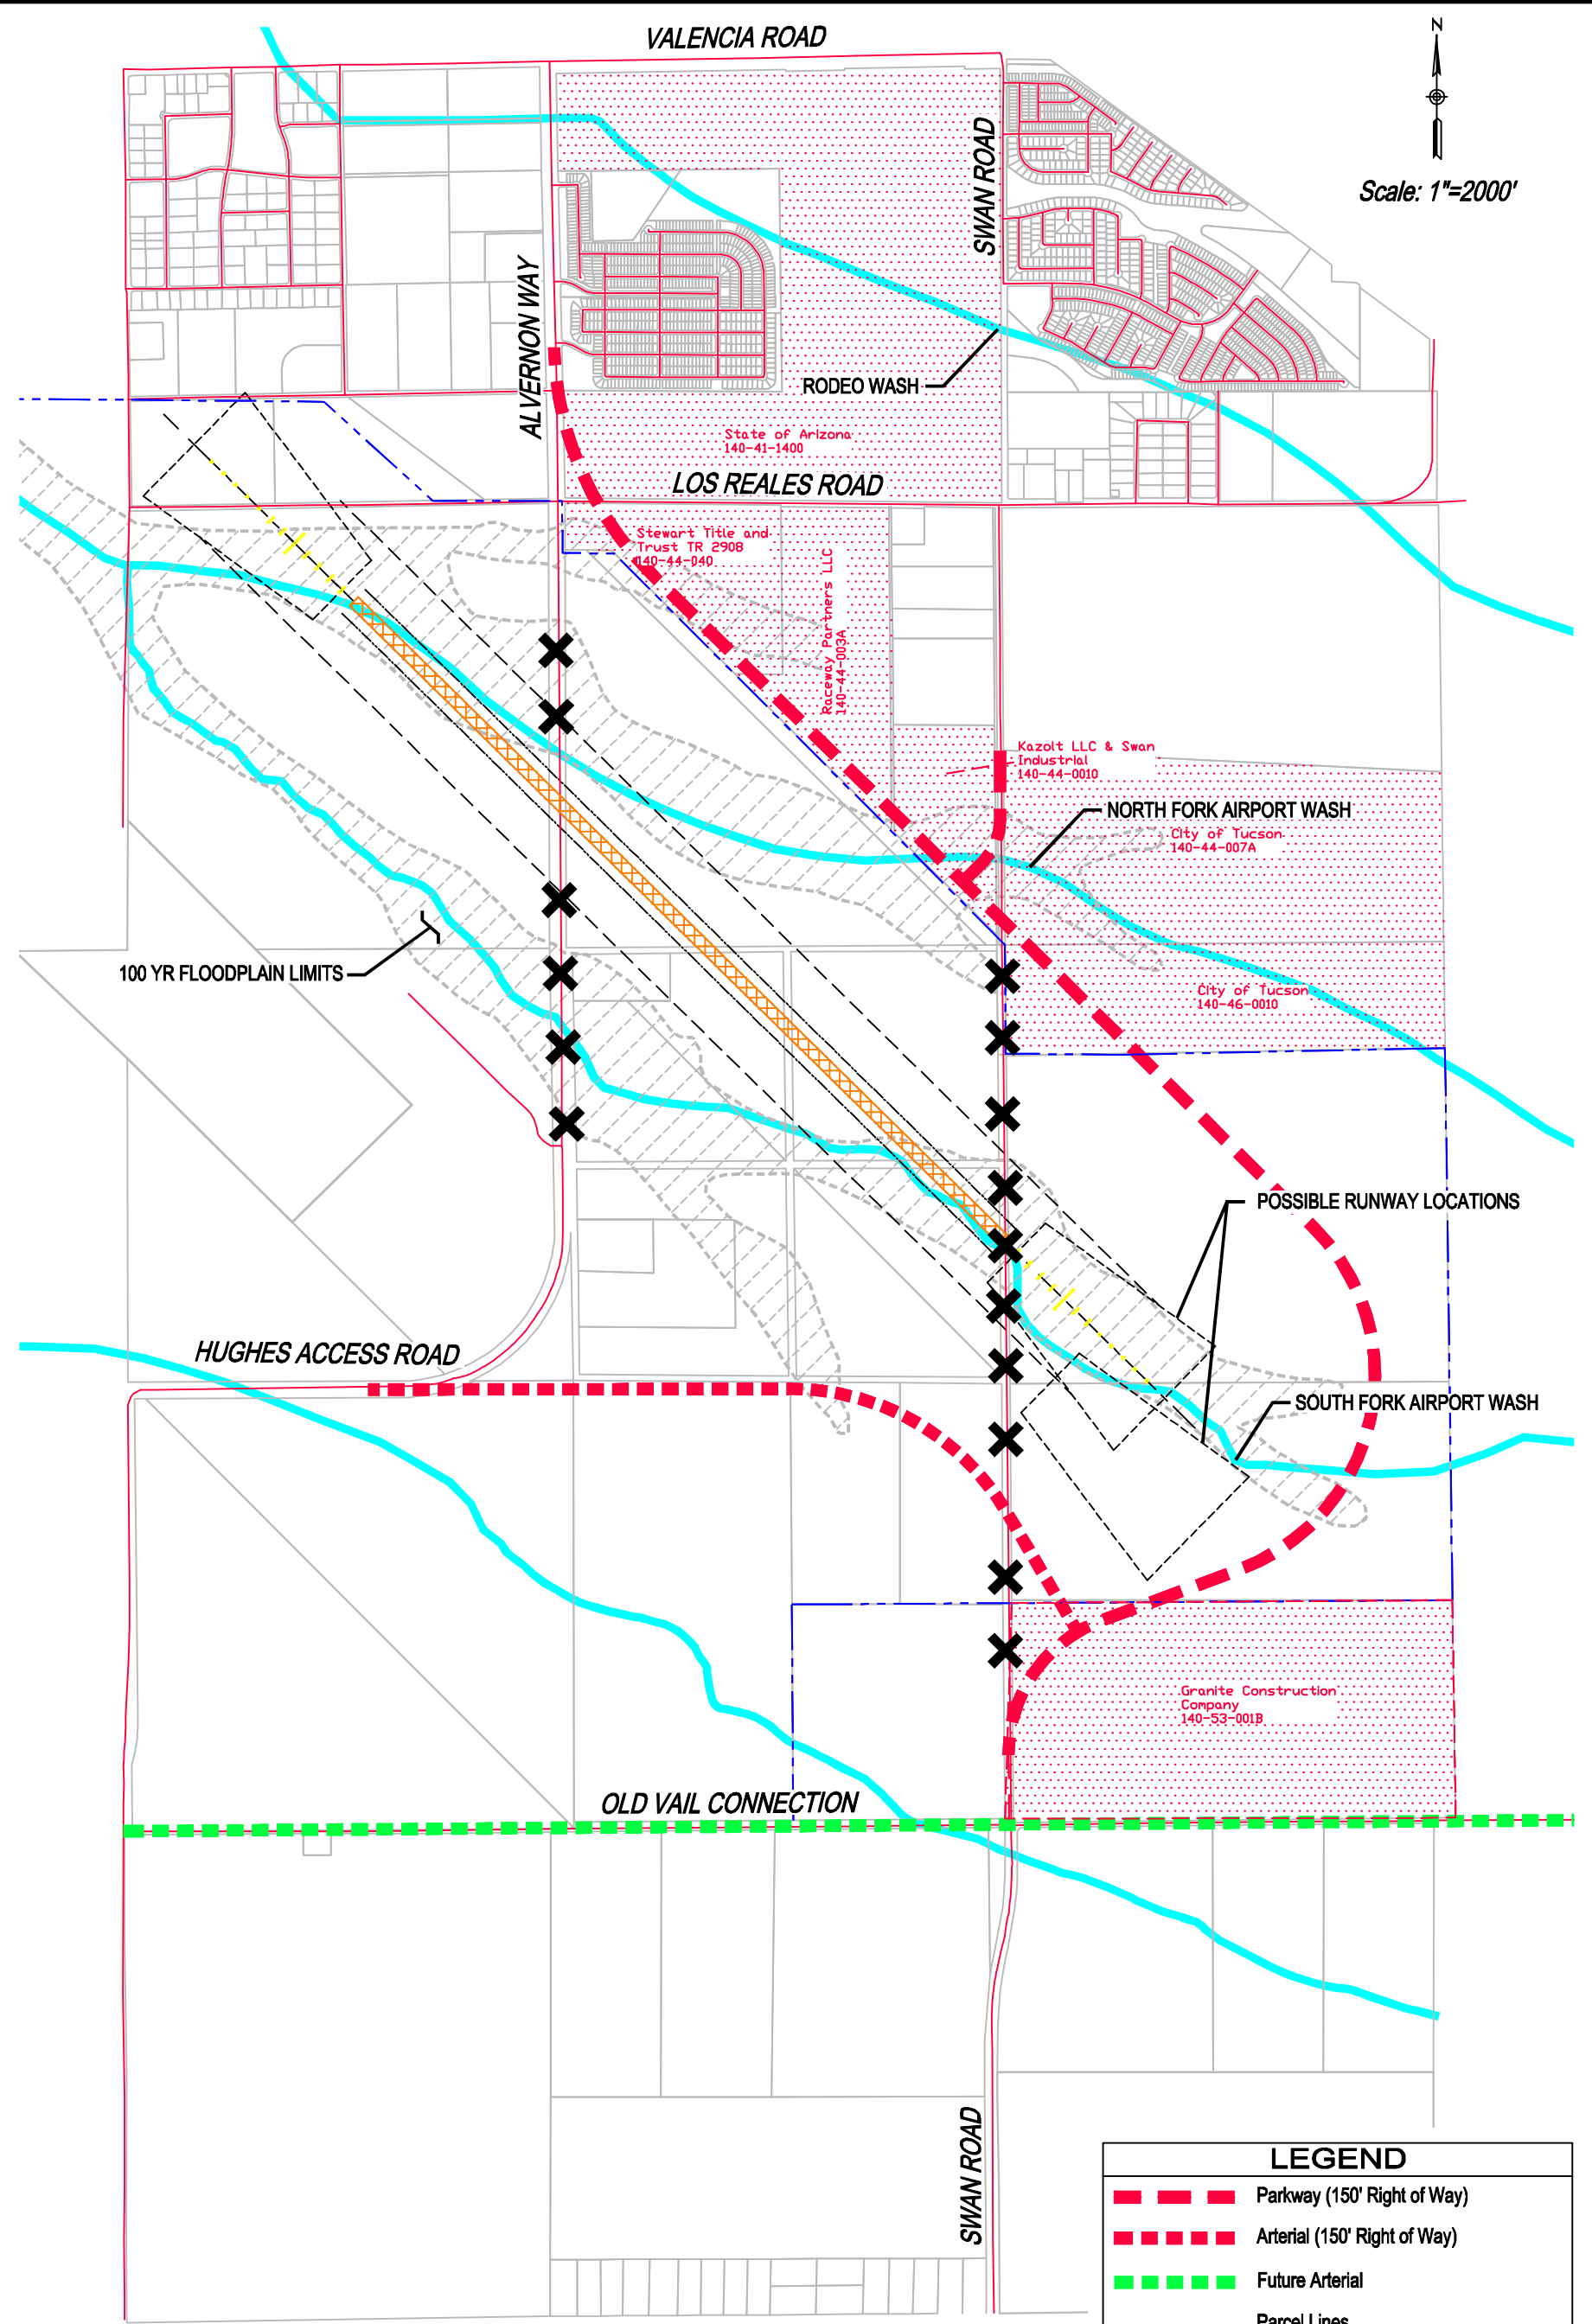 VALENCIA ROAD
N
Scale: 1"=2000'
SWAN ROAD
ALVERNON WAY
RODEO WASH
State of Arizona
140-41-1400
LOS REALES ROAD
Stewart Title and
Trust TR 2908
140-44-040
Raceway Partners LLC
140-44-003A
Kazolt LLC & Swan
Industrial
140-44-0010
NORTH FORK AIRPORT WASH
City of Tucson
140-44-007A
100 YR FLOODPLAIN LIMITS
City of Tucson
140-46-0010
POSSIBLE RUNWAY LOCATIONS
HUGHES ACCESS ROAD
SOUTH FORK AIRPORT WASH
Granite Construction
Company
140-53-001B
OLD VAIL CONNECTION
SWAN ROAD
LEGEND
Parkway (150' Right of Way)
Arterial (150' Right of Way)
Future Arterial
Parcel Lines